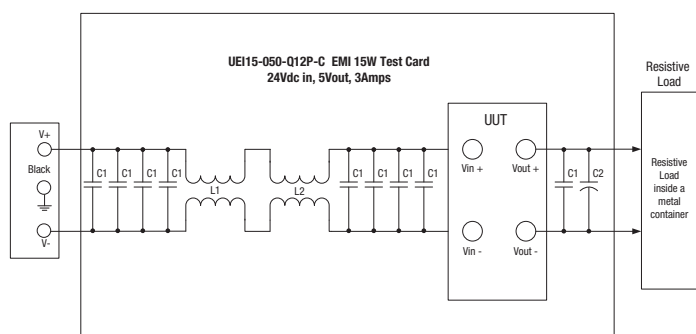 UEI15-050-Q12P-C EMI 15W Test Card
24Vdc in, 5Vout, 3Amps
Resistive
Load
UUT
V+
Black
V-
C1
C1
C1
C1
L1
L2
C1
C1
C1
C1
Vin +
Vout +
Vin -
Vout -
C1
C2
Resistive
Load
inside a
metal
container